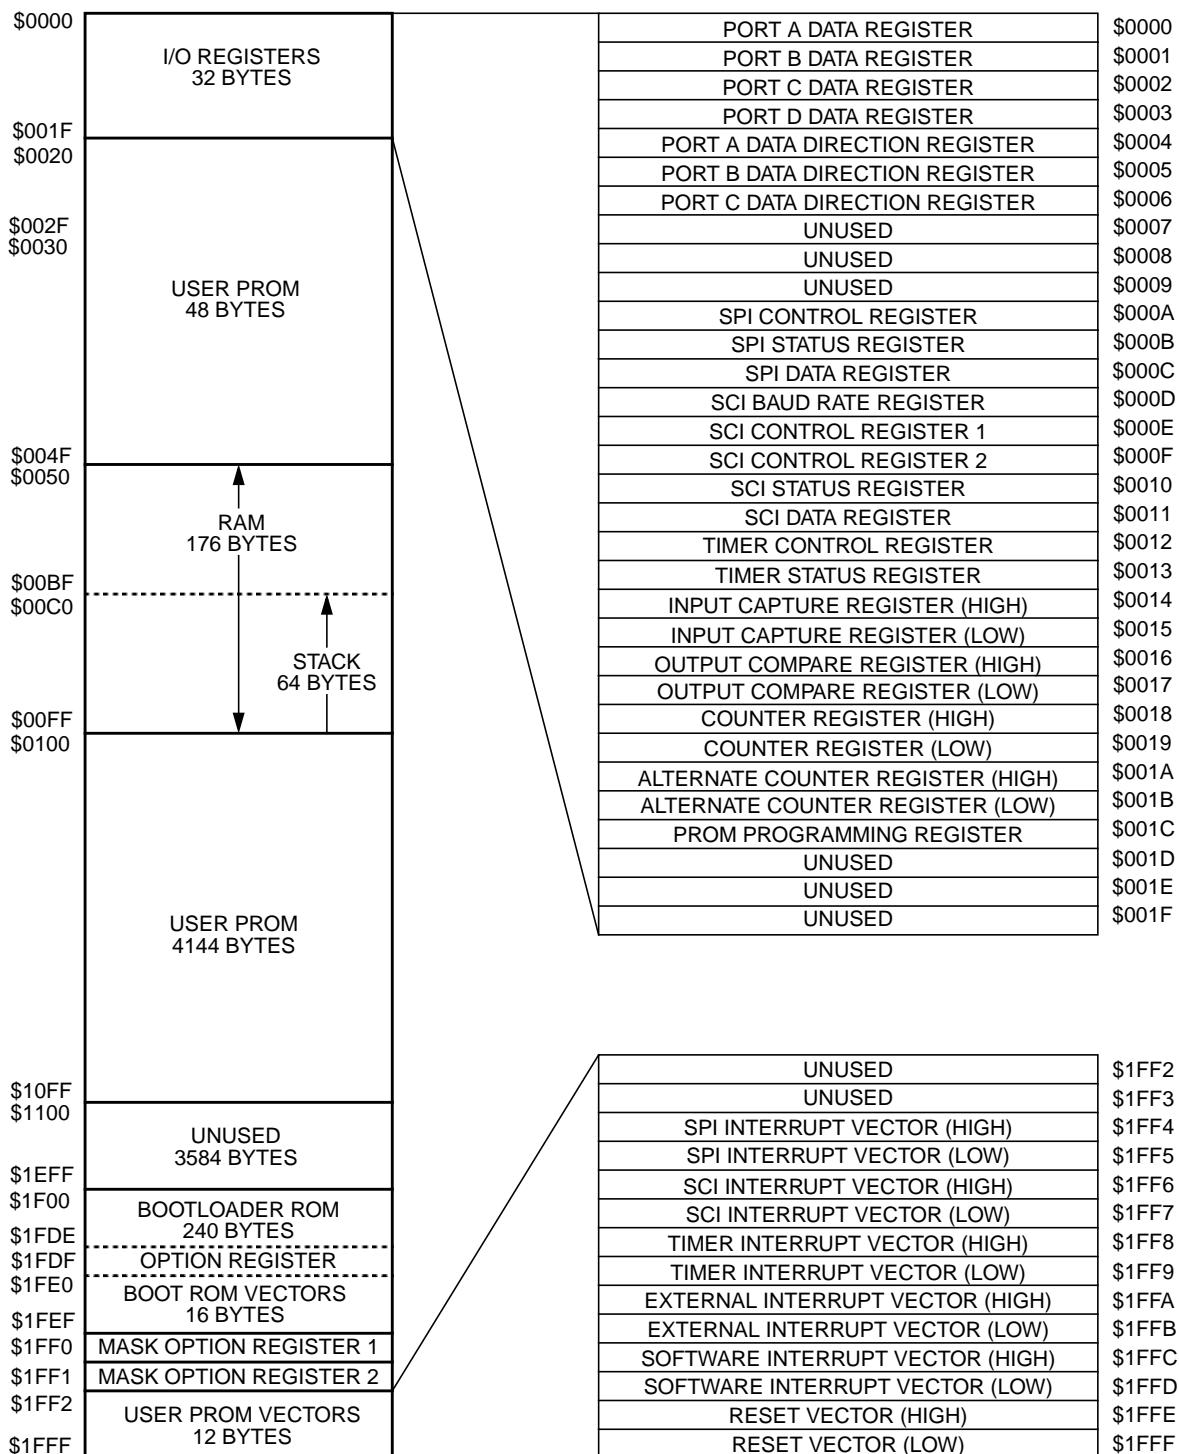 $0000
I/O REGISTERS
32 BYTES
$001F
$0020
$002F
$0030
USER PROM
48 BYTES
$004F
$0050
RAM
176 BYTES
$00BF
$00C0
STACK
64 BYTES
$00FF
$0100
USER PROM
4144 BYTES
$10FF
$1100
UNUSED
3584 BYTES
$1EFF
$1F00
BOOTLOADER ROM
240 BYTES
$1FDE
$1FDF OPTION REGISTER
$1FE0
BOOT ROM VECTORS
16 BYTES
$1FEF
$1FF0 MASK OPTION REGISTER 1
$1FF1 MASK OPTION REGISTER 2
$1FF2
USER PROM VECTORS
12 BYTES
$1FFF
PORT A DATA REGISTER $0000
PORT B DATA REGISTER $0001
PORT C DATA REGISTER $0002
PORT D DATA REGISTER $0003
PORT A DATA DIRECTION REGISTER $0004
PORT B DATA DIRECTION REGISTER $0005
PORT C DATA DIRECTION REGISTER $0006
UNUSED $0007
UNUSED $0008
UNUSED $0009
SPI CONTROL REGISTER $000A
SPI STATUS REGISTER $000B
SPI DATA REGISTER $000C
SCI BAUD RATE REGISTER $000D
SCI CONTROL REGISTER 1 $000E
SCI CONTROL REGISTER 2 $000F
SCI STATUS REGISTER $0010
SCI DATA REGISTER $0011
TIMER CONTROL REGISTER $0012
TIMER STATUS REGISTER $0013
INPUT CAPTURE REGISTER (HIGH) $0014
INPUT CAPTURE REGISTER (LOW) $0015
OUTPUT COMPARE REGISTER (HIGH) $0016
OUTPUT COMPARE REGISTER (LOW) $0017
COUNTER REGISTER (HIGH) $0018
COUNTER REGISTER (LOW) $0019
ALTERNATE COUNTER REGISTER (HIGH) $001A
ALTERNATE COUNTER REGISTER (LOW) $001B
PROM PROGRAMMING REGISTER $001C
UNUSED $001D
UNUSED $001E
UNUSED $001F
UNUSED $1FF2
UNUSED $1FF3
SPI INTERRUPT VECTOR (HIGH) $1FF4
SPI INTERRUPT VECTOR (LOW) $1FF5
SCI INTERRUPT VECTOR (HIGH) $1FF6
SCI INTERRUPT VECTOR (LOW) $1FF7
TIMER INTERRUPT VECTOR (HIGH) $1FF8
TIMER INTERRUPT VECTOR (LOW) $1FF9
EXTERNAL INTERRUPT VECTOR (HIGH) $1FFA
EXTERNAL INTERRUPT VECTOR (LOW) $1FFB
SOFTWARE INTERRUPT VECTOR (HIGH) $1FFC
SOFTWARE INTERRUPT VECTOR (LOW) $1FFD
RESET VECTOR (HIGH) $1FFE
RESET VECTOR (LOW) $1FFF